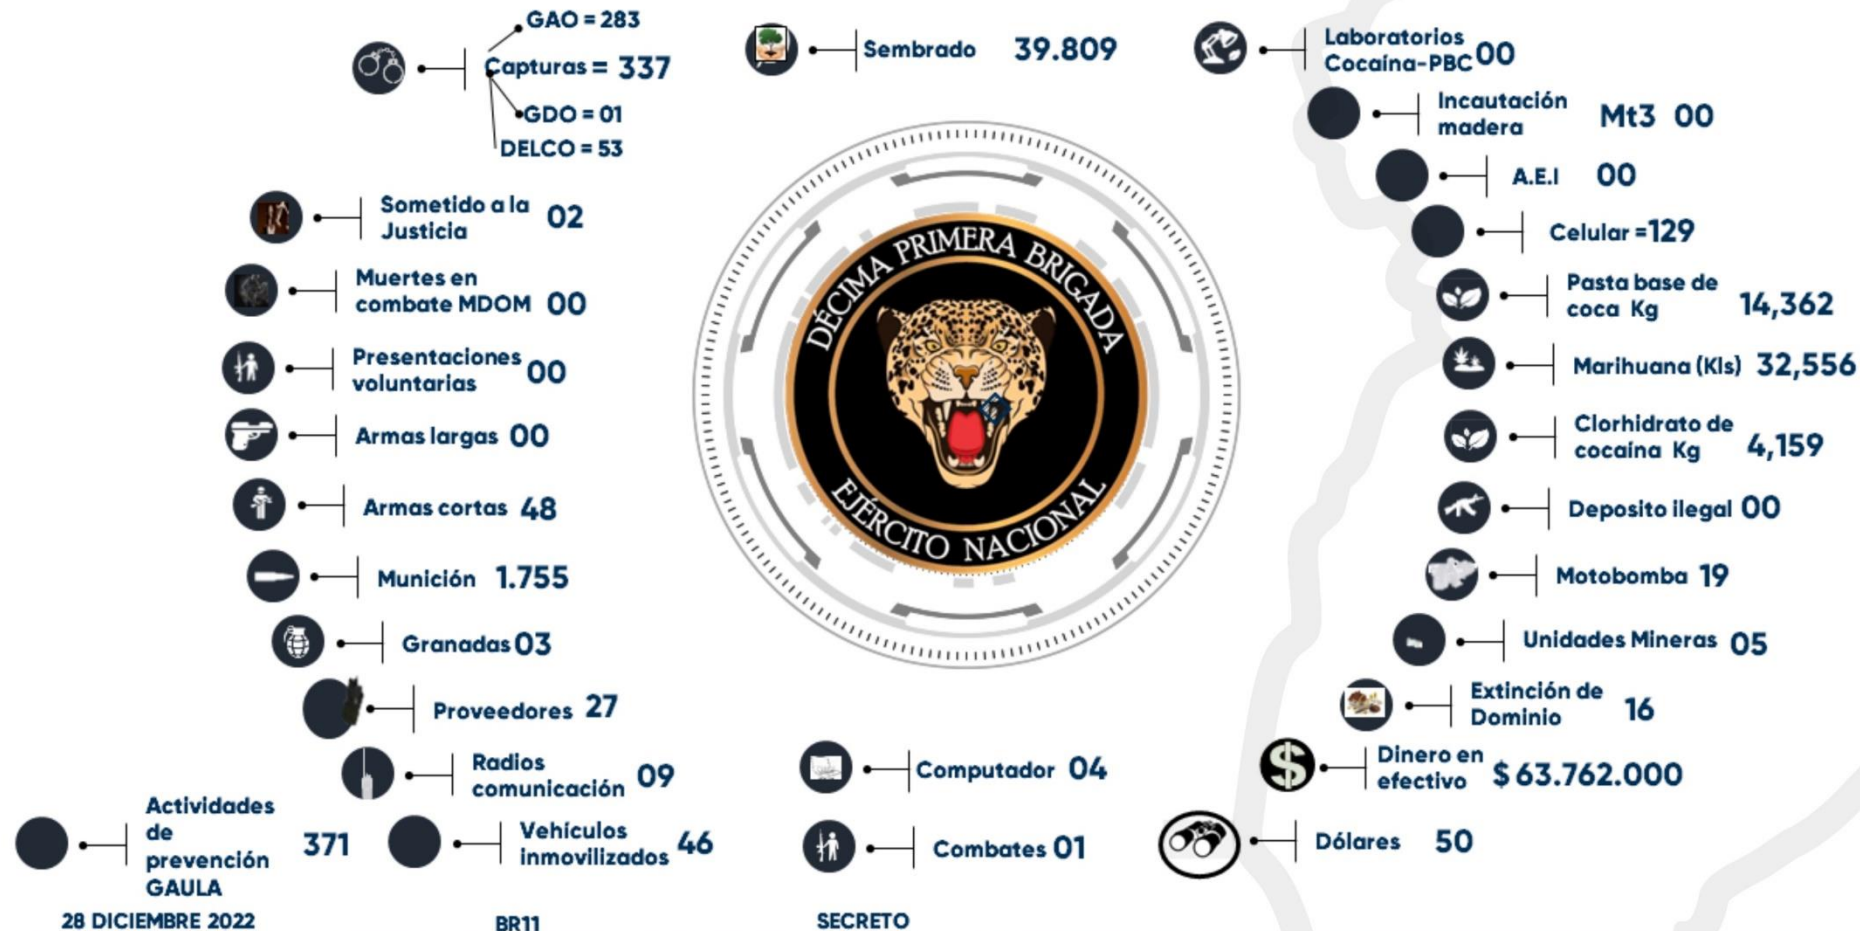 GAO = 283
Capturas = 337
GDO = 01
DELCO = 53
Sembrado 39.809
Laboratorios
Cocaína-PBC 00
Incautación
madera Mt3 00
A.E.I 00
Celular =129
Sometido a la
Justicia 02
Muertes en
combate MDOM 00
Presentaciones
voluntarias 00
Armas largas 00
Armas cortas 48
Munición 1.755
Granadas 03
Proveedores 27
Radios
comunicación 09
Actividades
de
prevención
GAULA
371
Vehículos
inmovilizados 46
DÉCIMA PRIMERA BRIGADA
EJÉRCITO NACIONAL
Computador 04
Combates 01
Pasta base de
coca Kg 14,362
Marihuana (Kls) 32,556
Clorhidrato de
cocaína Kg 4,159
Deposito ilegal 00
Motobomba 19
Unidades Mineras 05
Extinción de
Dominio 16
$
Dinero en
efectivo $ 63.762.000
Dólares 50
28 DICIEMBRE 2022
BR11
SECRETO